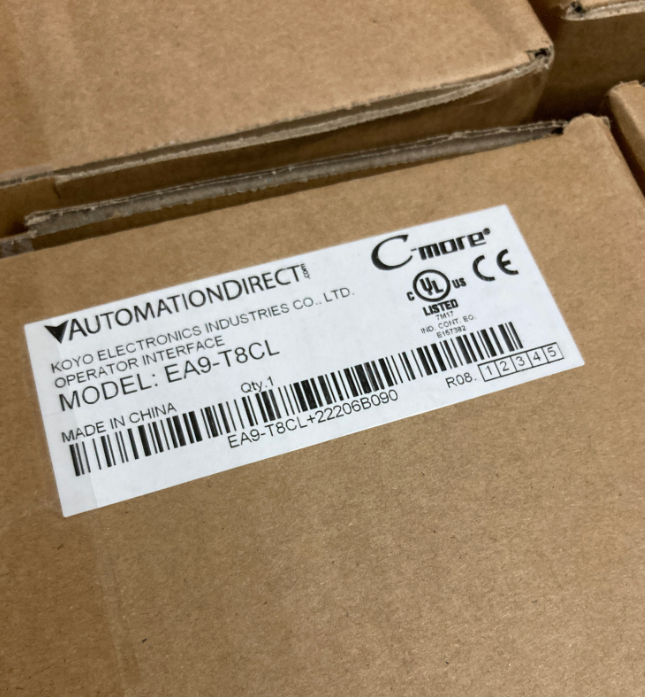 AUTOMATIONDIRECT.COM
C-more®
KOYO ELECTRONICS INDUSTRIES CO., LTD.
OPERATOR INTERFACE
MODEL: EA9-T8CL
C UL US
LISTED
7M17
IND. CONT. EQ.
E157382
CE
MADE IN CHINA
Qty.1
EA9-T8CL+22206B090
R08. 1 2 3 4 5